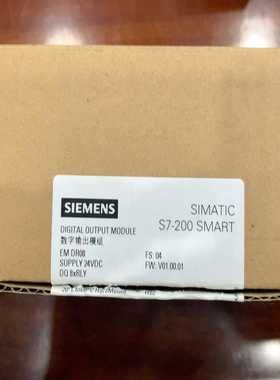 SIEMENS
SIMATIC
S7-200 SMART
DIGITAL OUTPUT MODULE
数字输出模组
EM DR08
FS: 04
SUPPLY 24VDC
FW: V01.00.01
DQ 8xRLY